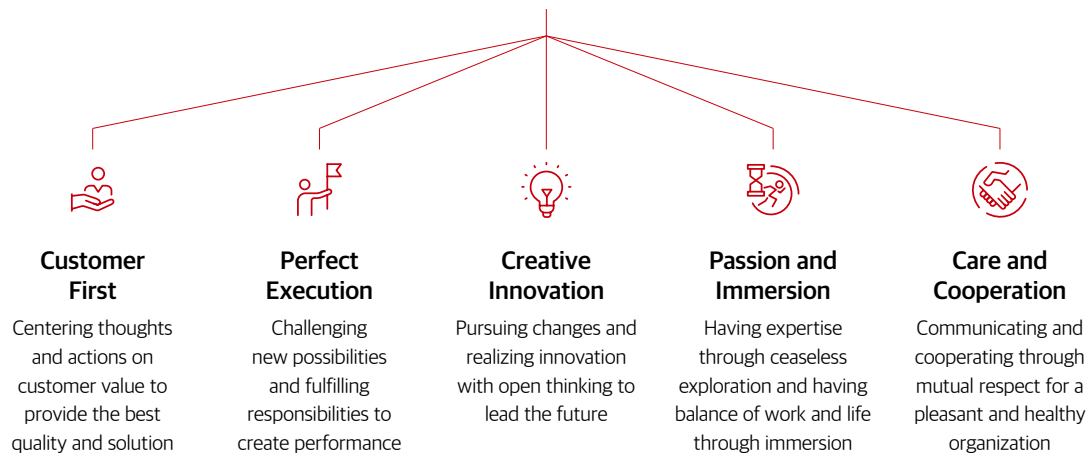 Customer
First
Centering thoughts
and actions on
customer value to
provide the best
quality and solution
Perfect
Execution
Challenging
new possibilities
and fulfilling
responsibilities to
create performance
Creative
Innovation
Pursuing changes and
realizing innovation
with open thinking to
lead the future
Passion and
Immersion
Having expertise
through ceaseless
exploration and having
balance of work and life
through immersion
Care and
Cooperation
Communicating and
cooperating through
mutual respect for a
pleasant and healthy
organization